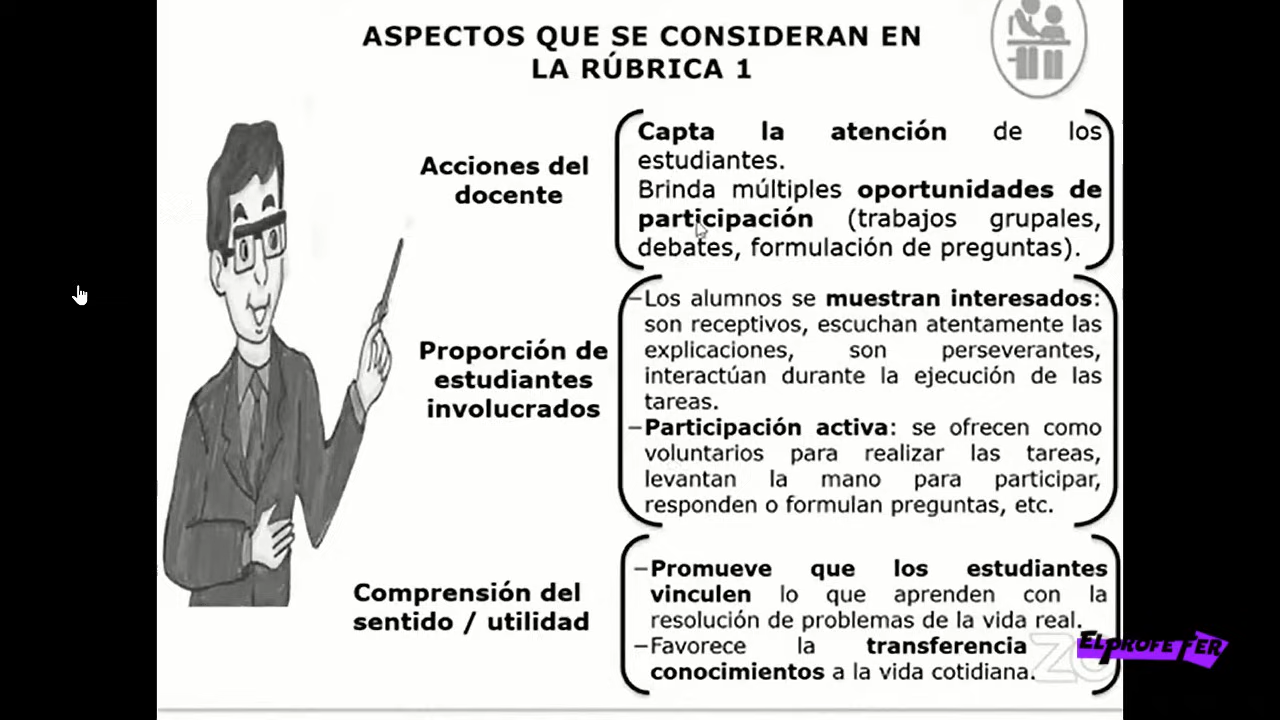 ASPECTOS QUE SE CONSIDERAN EN
LA RÚBRICA 1
Acciones del
docente
Capta la atención de los
estudiantes.
Brinda múltiples oportunidades de
participación (trabajos grupales,
debates, formulación de preguntas).
Proporción de
estudiantes
involucrados
–Los alumnos se muestran interesados:
son receptivos, escuchan atentamente las
explicaciones, son perseverantes,
interactúan durante la ejecución de las
tareas.
–Participación activa: se ofrecen como
voluntarios para realizar las tareas,
levantan la mano para participar,
responden o formulan preguntas, etc.
Comprensión del
sentido / utilidad
–Promueve que los estudiantes
vinculen lo que aprenden con la
resolución de problemas de la vida real.
–Favorece la transferencia
conocimientos a la vida cotidiana.
EL PROFE FER